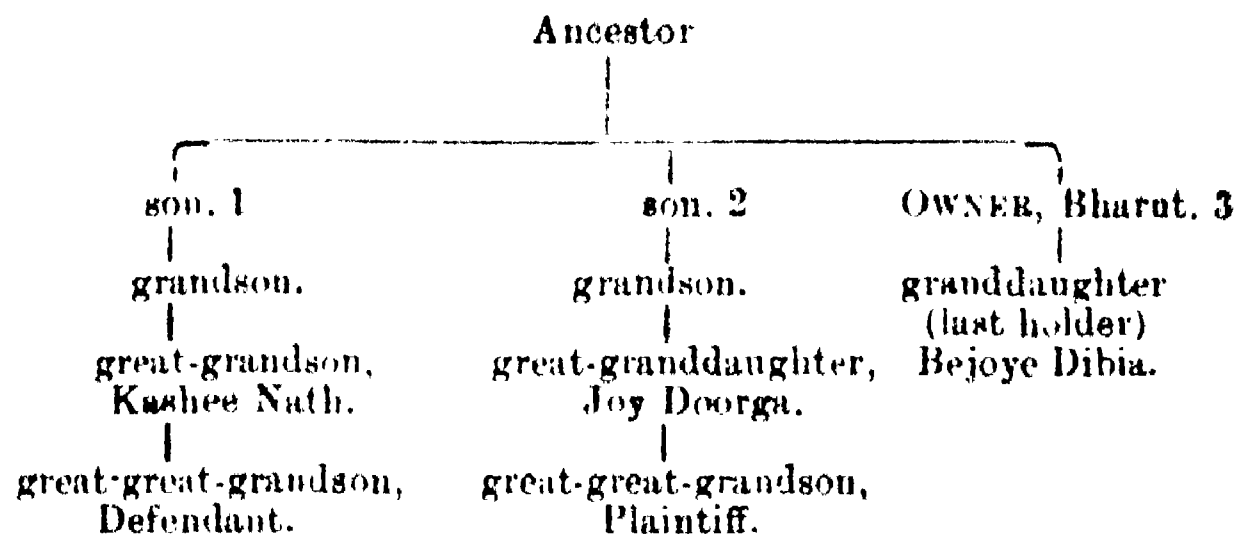 Ancestor
son. 1 son. 2 OWNER, Bharut. 3
grandson. grandson. granddaughter
(last holder)
great-grandson, great-granddaughter, Bejoye Dibia.
Kashee Nath. Joy Doorga.
great-great-grandson, great-great-grandson,
Defendant. Plaintiff.